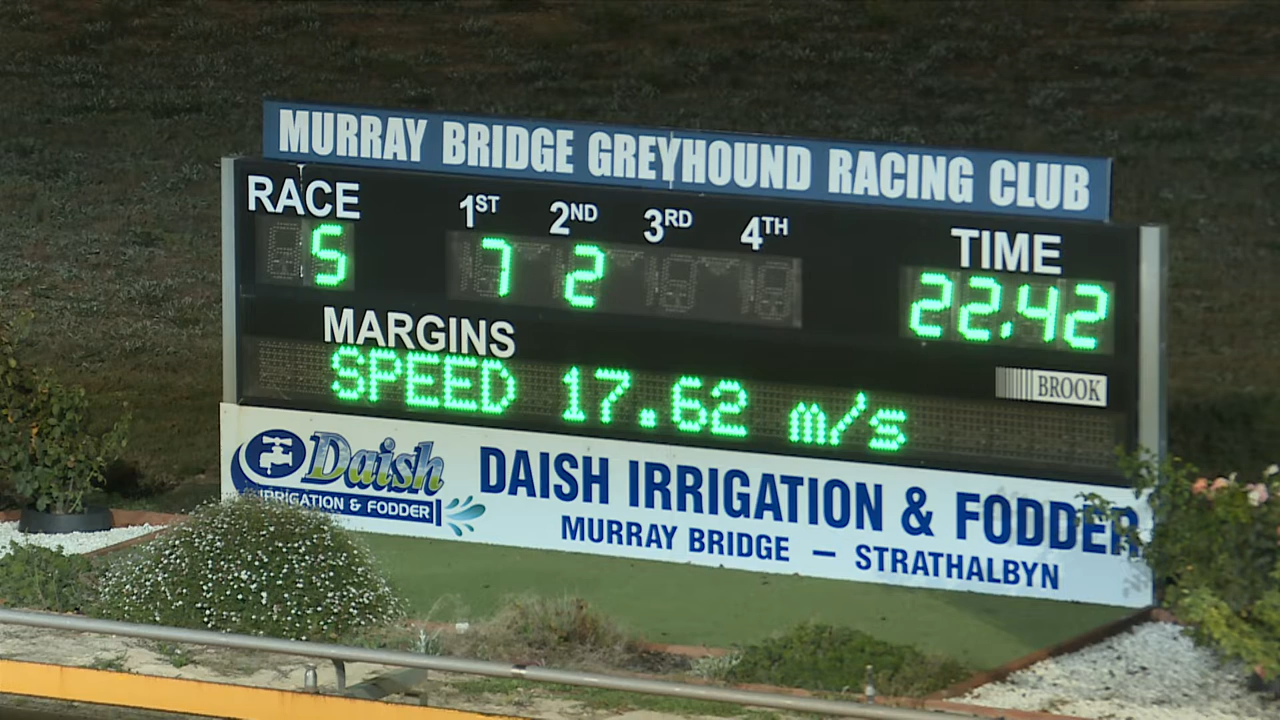 MURRAY BRIDGE GREYHOUND RACING CLUB
RACE 1ST 2ND 3RD 4TH TIME
5 7 2 22.42
MARGINS
SPEED 17.62 m/s
BROOK
Daish
IRRIGATION & FODDER
DAISH IRRIGATION & FODDER
MURRAY BRIDGE – STRATHALBYN